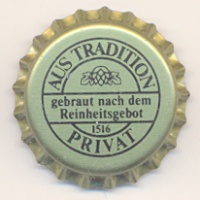 AUS TRADITION
gebraut nach dem
Reinheitsgebot
1516
PRIVAT